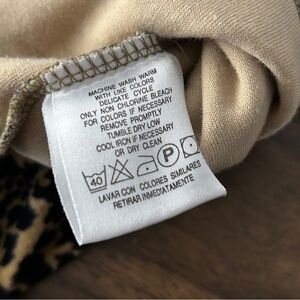 MACHINE WASH WARM
WITH LIKE COLORS
DELICATE CYCLE
ONLY NON CHLORINE BLEACH
FOR COLORS IF NECESSARY
REMOVE PROMPTLY
TUMBLE DRY LOW
COOL IRON IF NECESSARY
OR DRY CLEAN
40 P
LAVAR CON COLORES SIMILARES
RETIRAR INMEDIATAMENTE